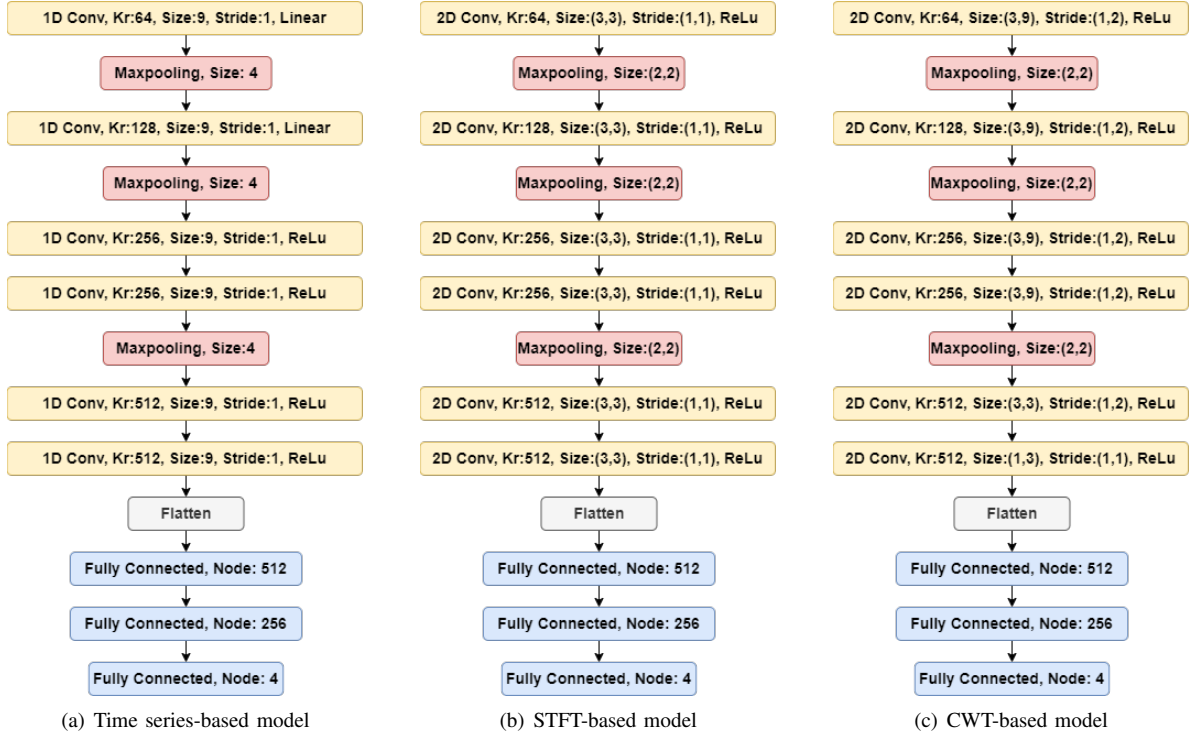 1D Conv, Kr:64, Size:9, Stride:1, Linear
Maxpooling, Size: 4
1D Conv, Kr:128, Size:9, Stride:1, Linear
Maxpooling, Size: 4
1D Conv, Kr:256, Size:9, Stride:1, ReLu
1D Conv, Kr:256, Size:9, Stride:1, ReLu
Maxpooling, Size:4
1D Conv, Kr:512, Size:9, Stride:1, ReLu
1D Conv, Kr:512, Size:9, Stride:1, ReLu
Flatten
Fully Connected, Node: 512
Fully Connected, Node: 256
Fully Connected, Node: 4
(a) Time series-based model
2D Conv, Kr:64, Size:(3,3), Stride:(1,1), ReLu
Maxpooling, Size:(2,2)
2D Conv, Kr:128, Size:(3,3), Stride:(1,1), ReLu
Maxpooling, Size:(2,2)
2D Conv, Kr:256, Size:(3,3), Stride:(1,1), ReLu
2D Conv, Kr:256, Size:(3,3), Stride:(1,1), ReLu
Maxpooling, Size:(2,2)
2D Conv, Kr:512, Size:(3,3), Stride:(1,1), ReLu
2D Conv, Kr:512, Size:(3,3), Stride:(1,1), ReLu
Flatten
Fully Connected, Node: 512
Fully Connected, Node: 256
Fully Connected, Node: 4
(b) STFT-based model
2D Conv, Kr:64, Size:(3,9), Stride:(1,2), ReLu
Maxpooling, Size:(2,2)
2D Conv, Kr:128, Size:(3,9), Stride:(1,2), ReLu
Maxpooling, Size:(2,2)
2D Conv, Kr:256, Size:(3,9), Stride:(1,2), ReLu
2D Conv, Kr:256, Size:(3,9), Stride:(1,2), ReLu
Maxpooling, Size:(2,2)
2D Conv, Kr:512, Size:(3,3), Stride:(1,2), ReLu
2D Conv, Kr:512, Size:(1,3), Stride:(1,1), ReLu
Flatten
Fully Connected, Node: 512
Fully Connected, Node: 256
Fully Connected, Node: 4
(c) CWT-based model